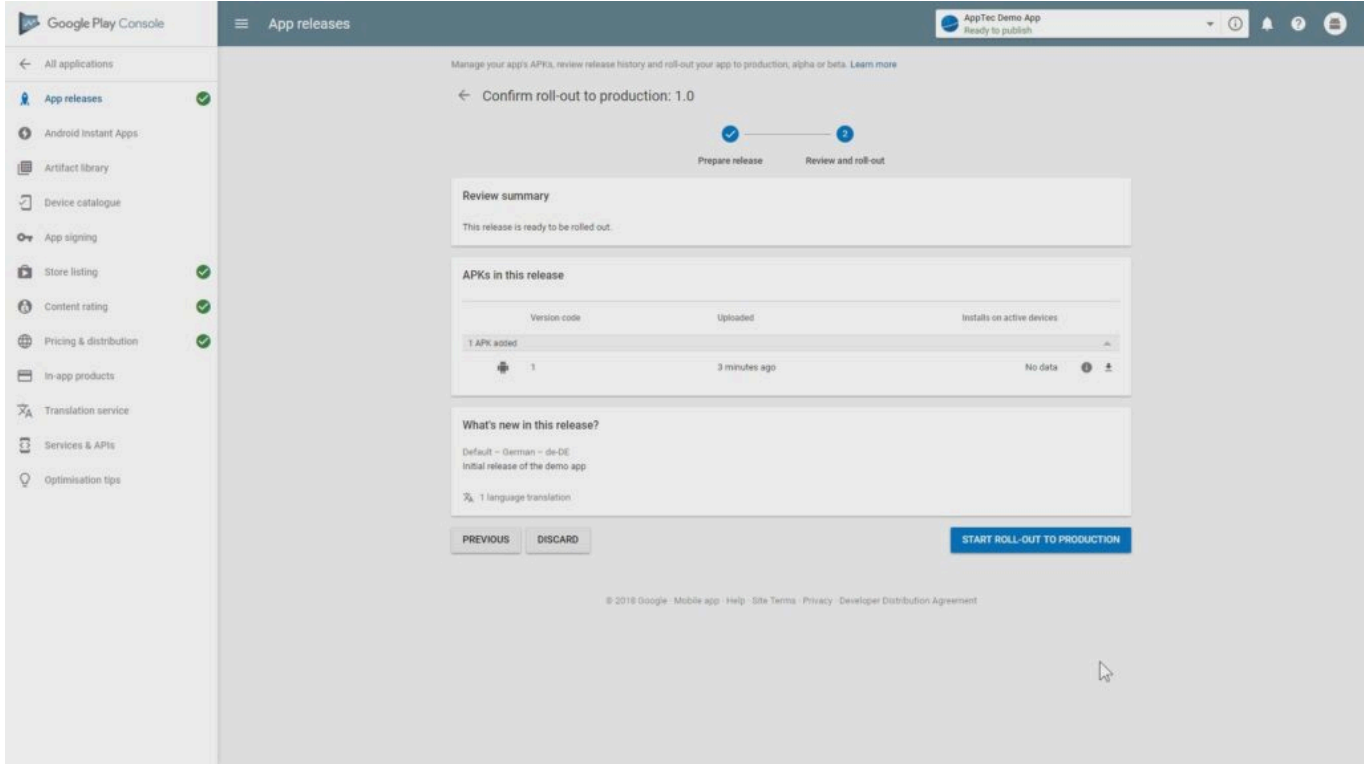 Google Play Console
App releases
AppTec Demo App
Ready to publish
All applications
App releases
Android Instant Apps
Artifact library
Device catalogue
App signing
Store listing
Content rating
Pricing & distribution
In-app products
Translation service
Services & APIs
Optimisation tips
Manage your app's APKs, review release history and roll-out your app to production, alpha or beta. Learn more
Confirm roll-out to production: 1.0
2
Prepare release Review and roll-out
Review summary
This release is ready to be rolled out.
APKs in this release
Version code Uploaded Installs on active devices
1 APK added
1 3 minutes ago No data
What's new in this release?
Default – German – de-DE
Initial release of the demo app
1 language translation
PREVIOUS DISCARD START ROLL-OUT TO PRODUCTION
© 2018 Google · Mobile app · Help · Site Terms · Privacy · Developer Distribution Agreement